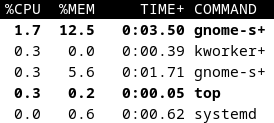 %CPU %MEM TIME+ COMMAND
1.7 12.5 0:03.50 gnome-s+
0.3 0.0 0:00.39 kworker+
0.3 5.6 0:01.71 gnome-s+
0.3 0.2 0:00.05 top
0.0 0.6 0:00.62 systemd